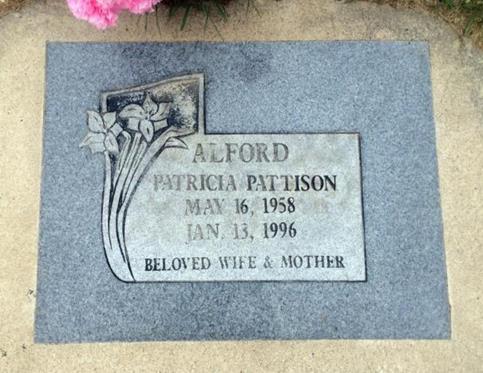 ALFORD
PATRICIA PATTISON
MAY 16, 1958
JAN. 13, 1996
BELOVED WIFE & MOTHER